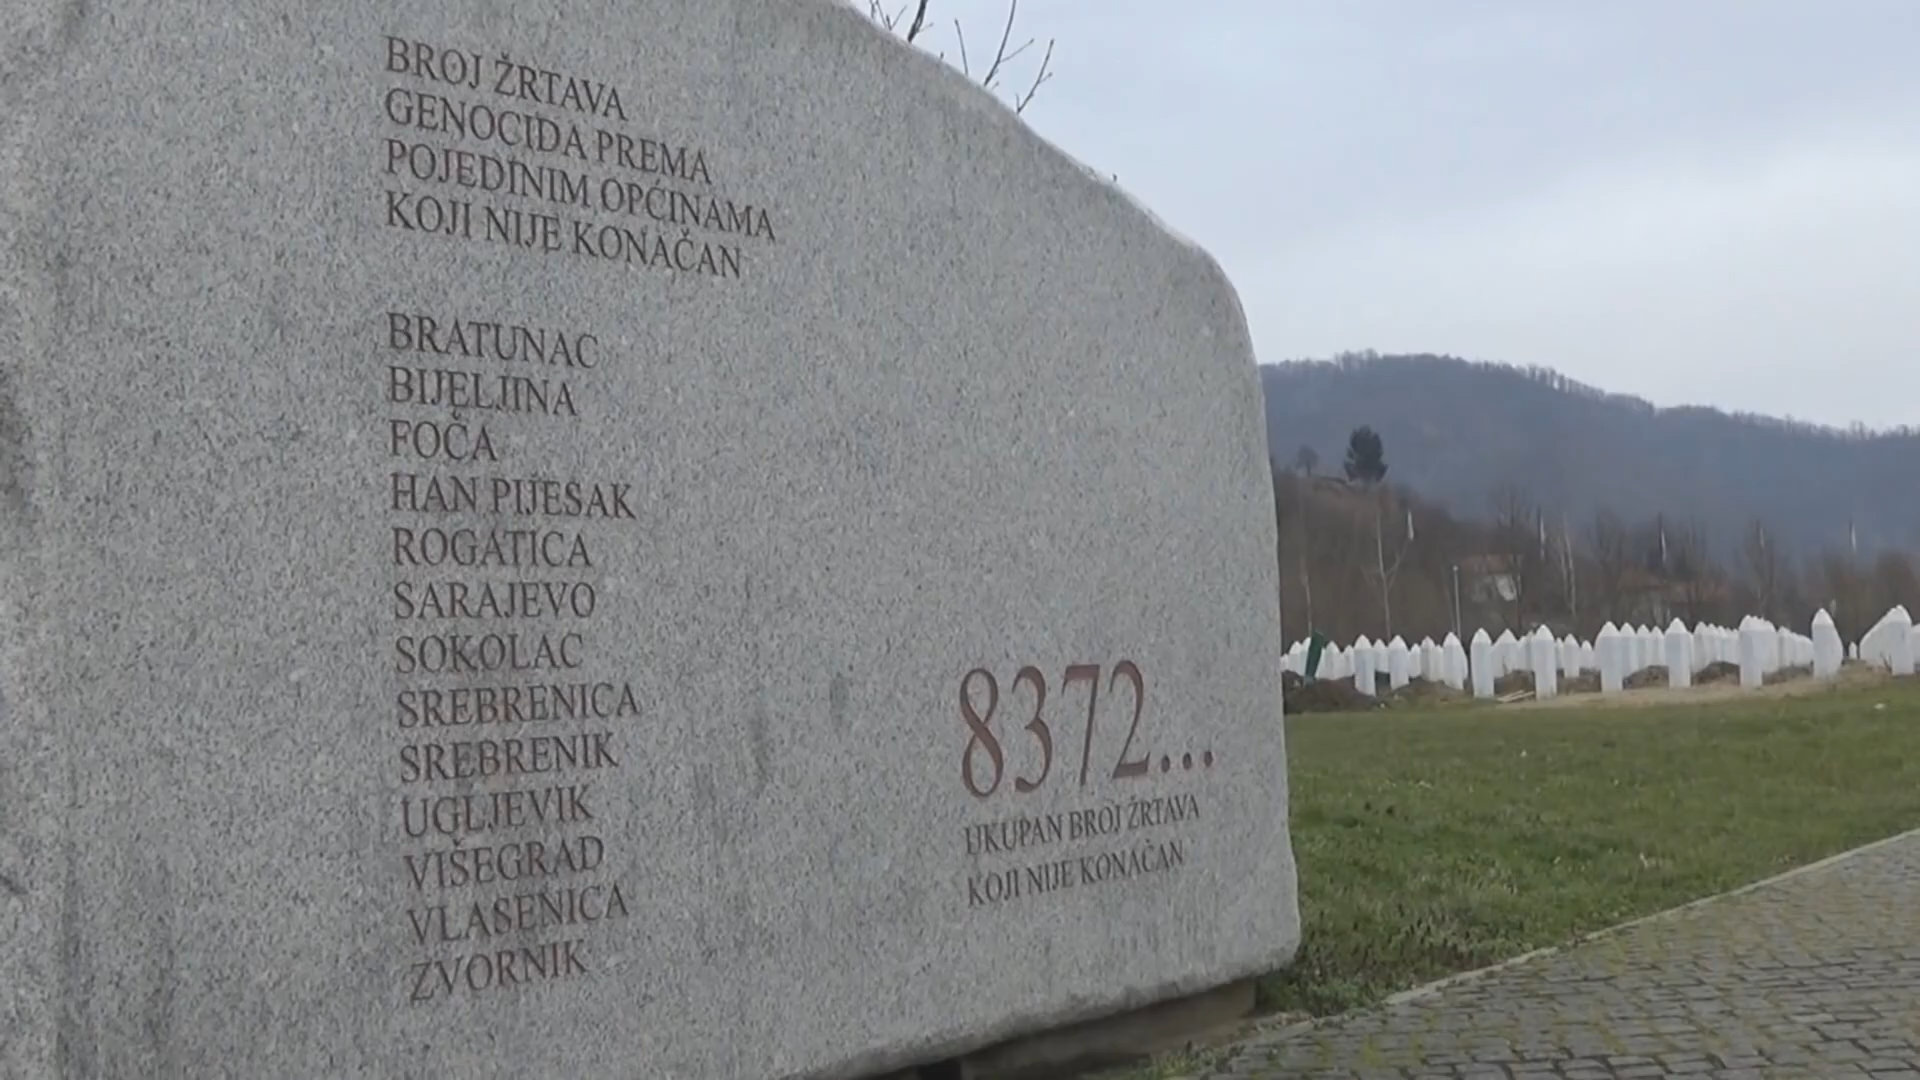 BROJ ŽRTAVA
GENOCIDA PREMA
POJEDINIM OPĆINAMA
KOJI NIJE KONAČAN
BRATUNAC
BIJELJINA
FOČA
HAN PIJESAK
ROGATICA
SARAJEVO
SOKOLAC
SREBRENICA
SREBRENIK
UGLJEVIK
VIŠEGRAD
VLASENICA
ZVORNIK
8372...
UKUPAN BROJ ŽRTAVA
KOJI NIJE KONAČAN